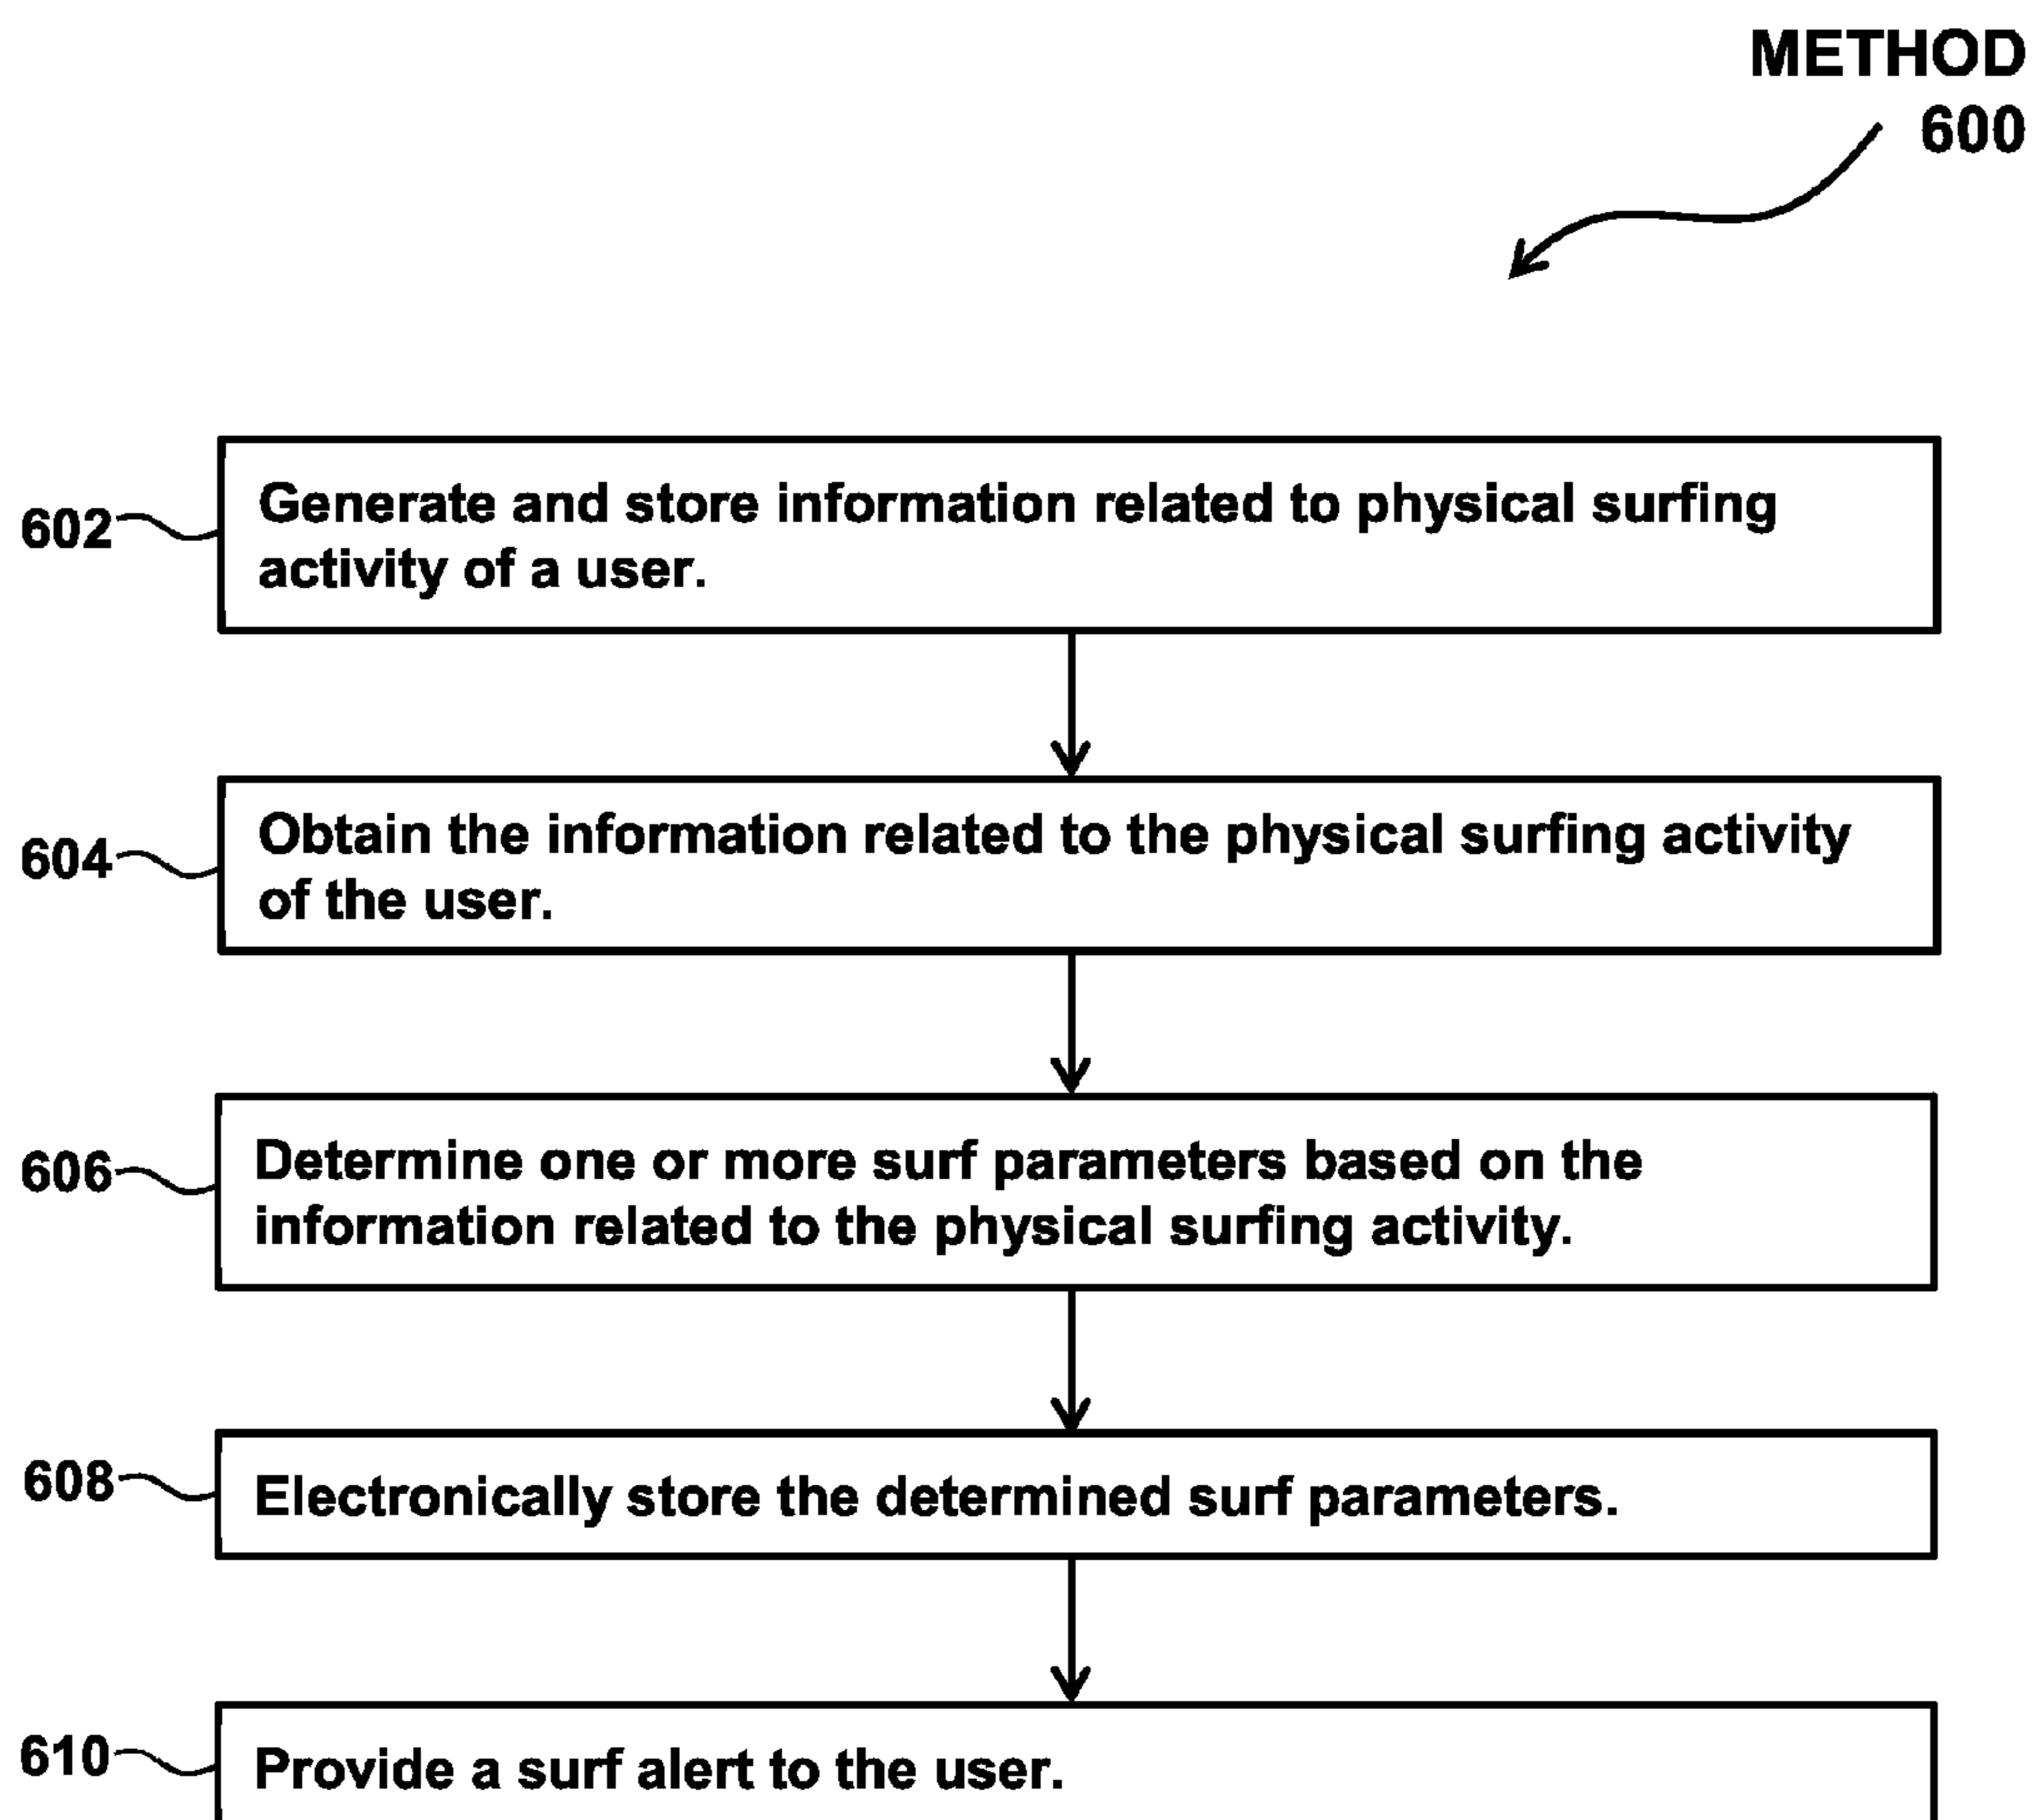 METHOD
600
602
Generate and store information related to physical surfing
activity of a user.
604
Obtain the information related to the physical surfing activity
of the user.
606
Determine one or more surf parameters based on the
information related to the physical surfing activity.
608
Electronically store the determined surf parameters.
610
Provide a surf alert to the user.